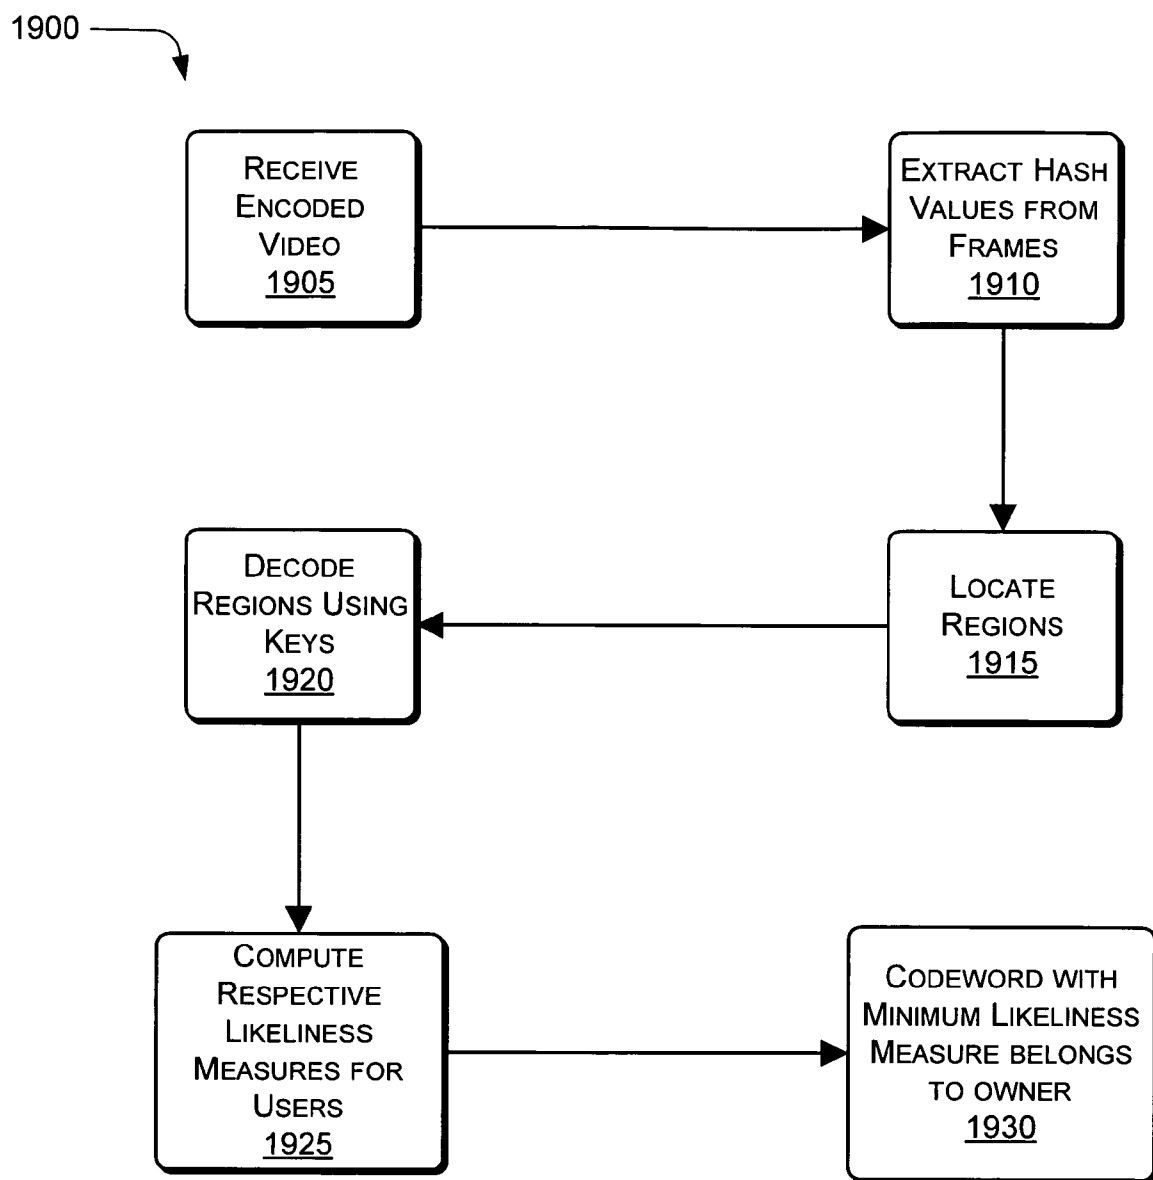 1900
RECEIVE
ENCODED
VIDEO
1905
EXTRACT HASH
VALUES FROM
FRAMES
1910
LOCATE
REGIONS
1915
DECODE
REGIONS USING
KEYS
1920
COMPUTE
RESPECTIVE
LIKELINESS
MEASURES FOR
USERS
1925
CODEWORD WITH
MINIMUM LIKELINESS
MEASURE BELONGS
TO OWNER
1930